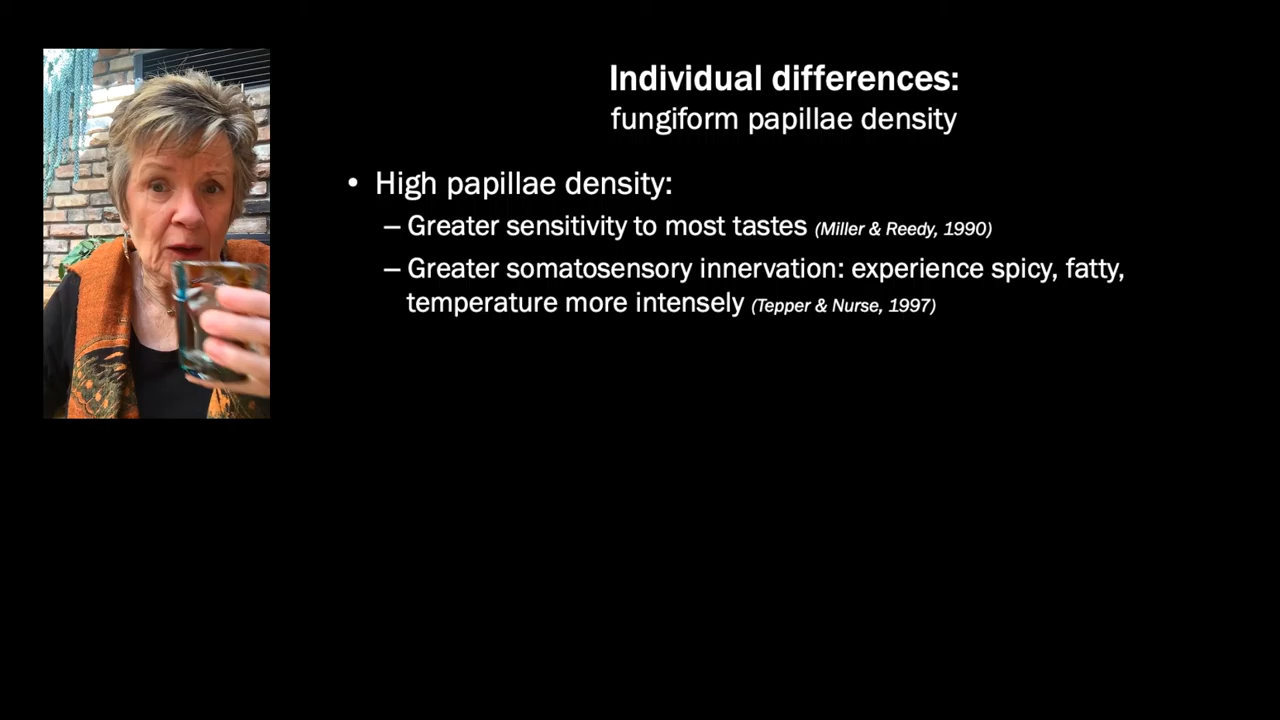 Individual differences:
fungiform papillae density
• High papillae density:
– Greater sensitivity to most tastes (Miller & Reedy, 1990)
– Greater somatosensory innervation: experience spicy, fatty,
temperature more intensely (Tepper & Nurse, 1997)